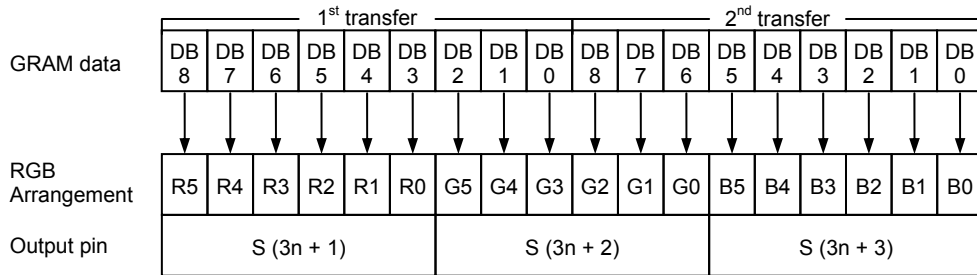 1st transfer 2nd transfer
GRAM data DB 8 DB 7 DB 6 DB 5 DB 4 DB 3 DB 2 DB 1 DB 0 DB 8 DB 7 DB 6 DB 5 DB 4 DB 3 DB 2 DB 1 DB 0
RGB Arrangement R5 R4 R3 R2 R1 R0 G5 G4 G3 G2 G1 G0 B5 B4 B3 B2 B1 B0
Output pin S (3n + 1) S (3n + 2) S (3n + 3)